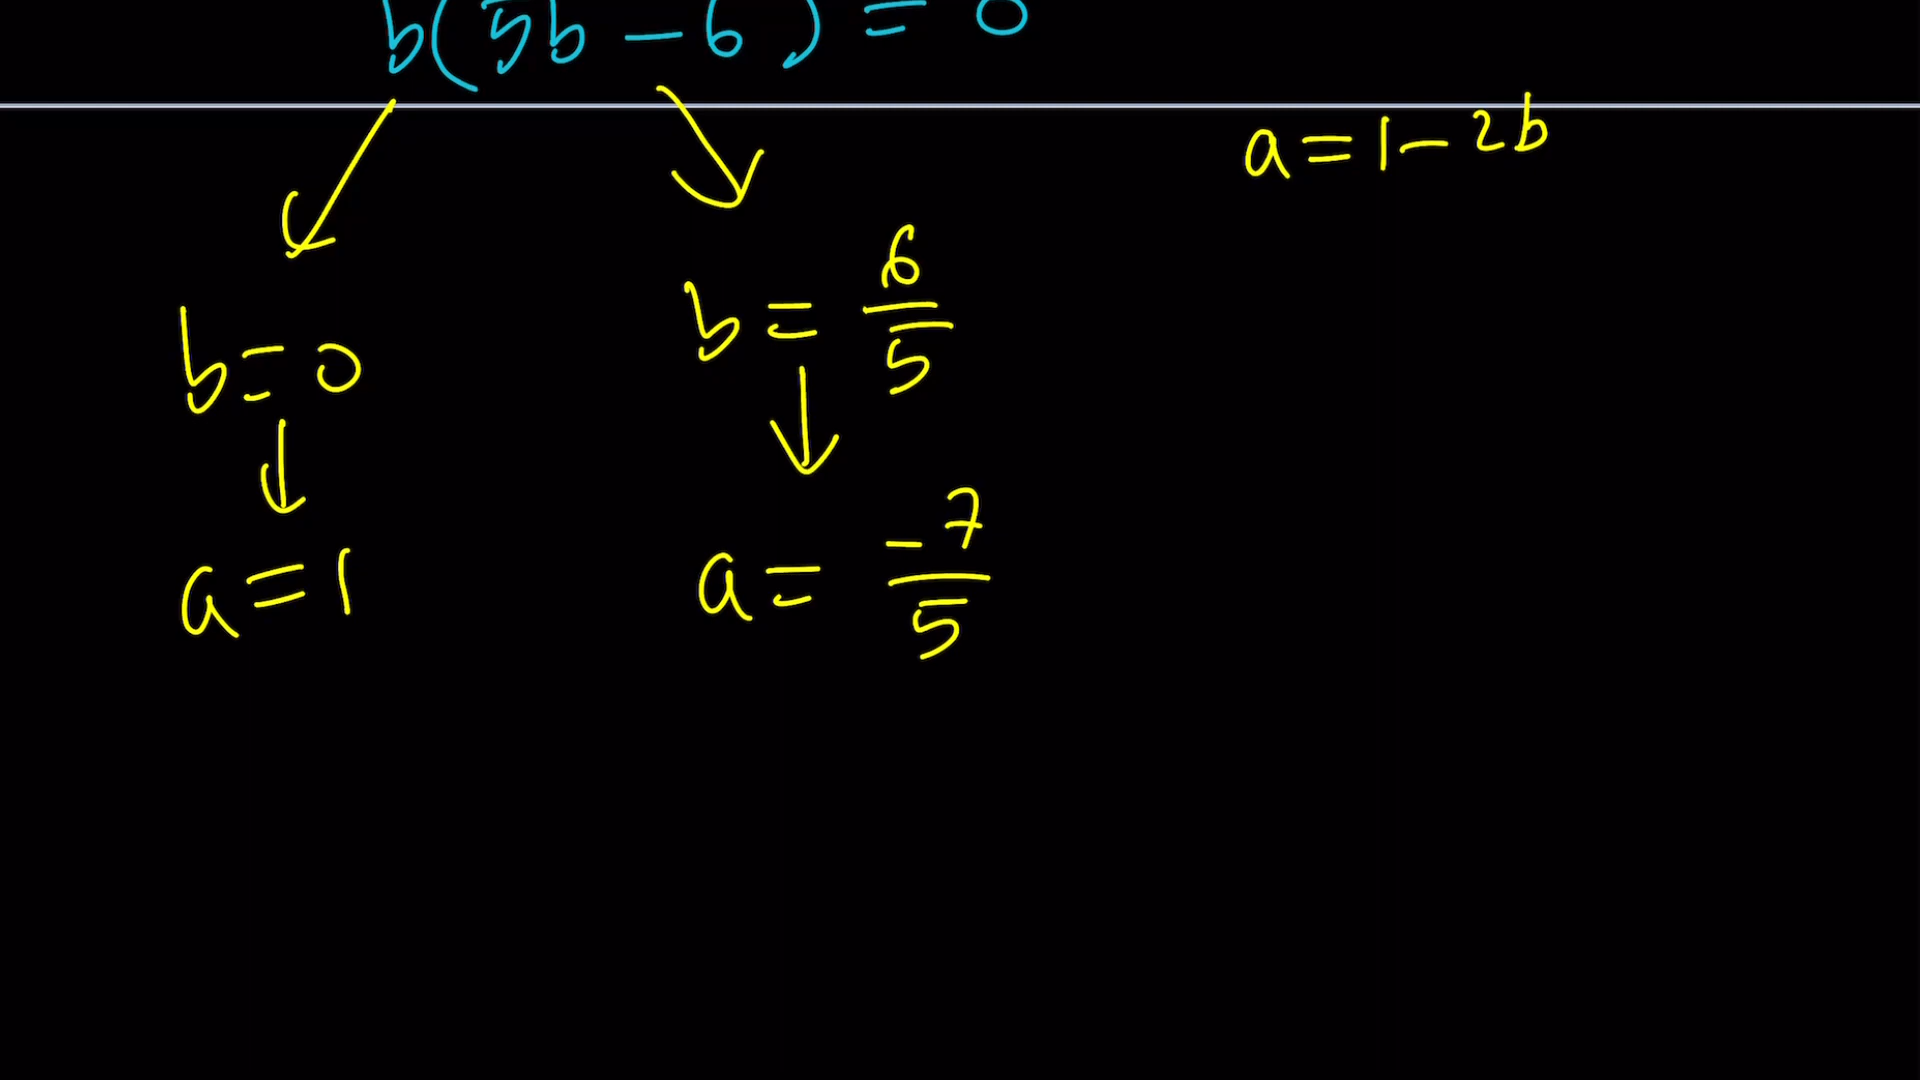 b(5b - 6) = 0
a = 1 - 2b
b = 0
b = 6/5
a = 1
a = -7/5